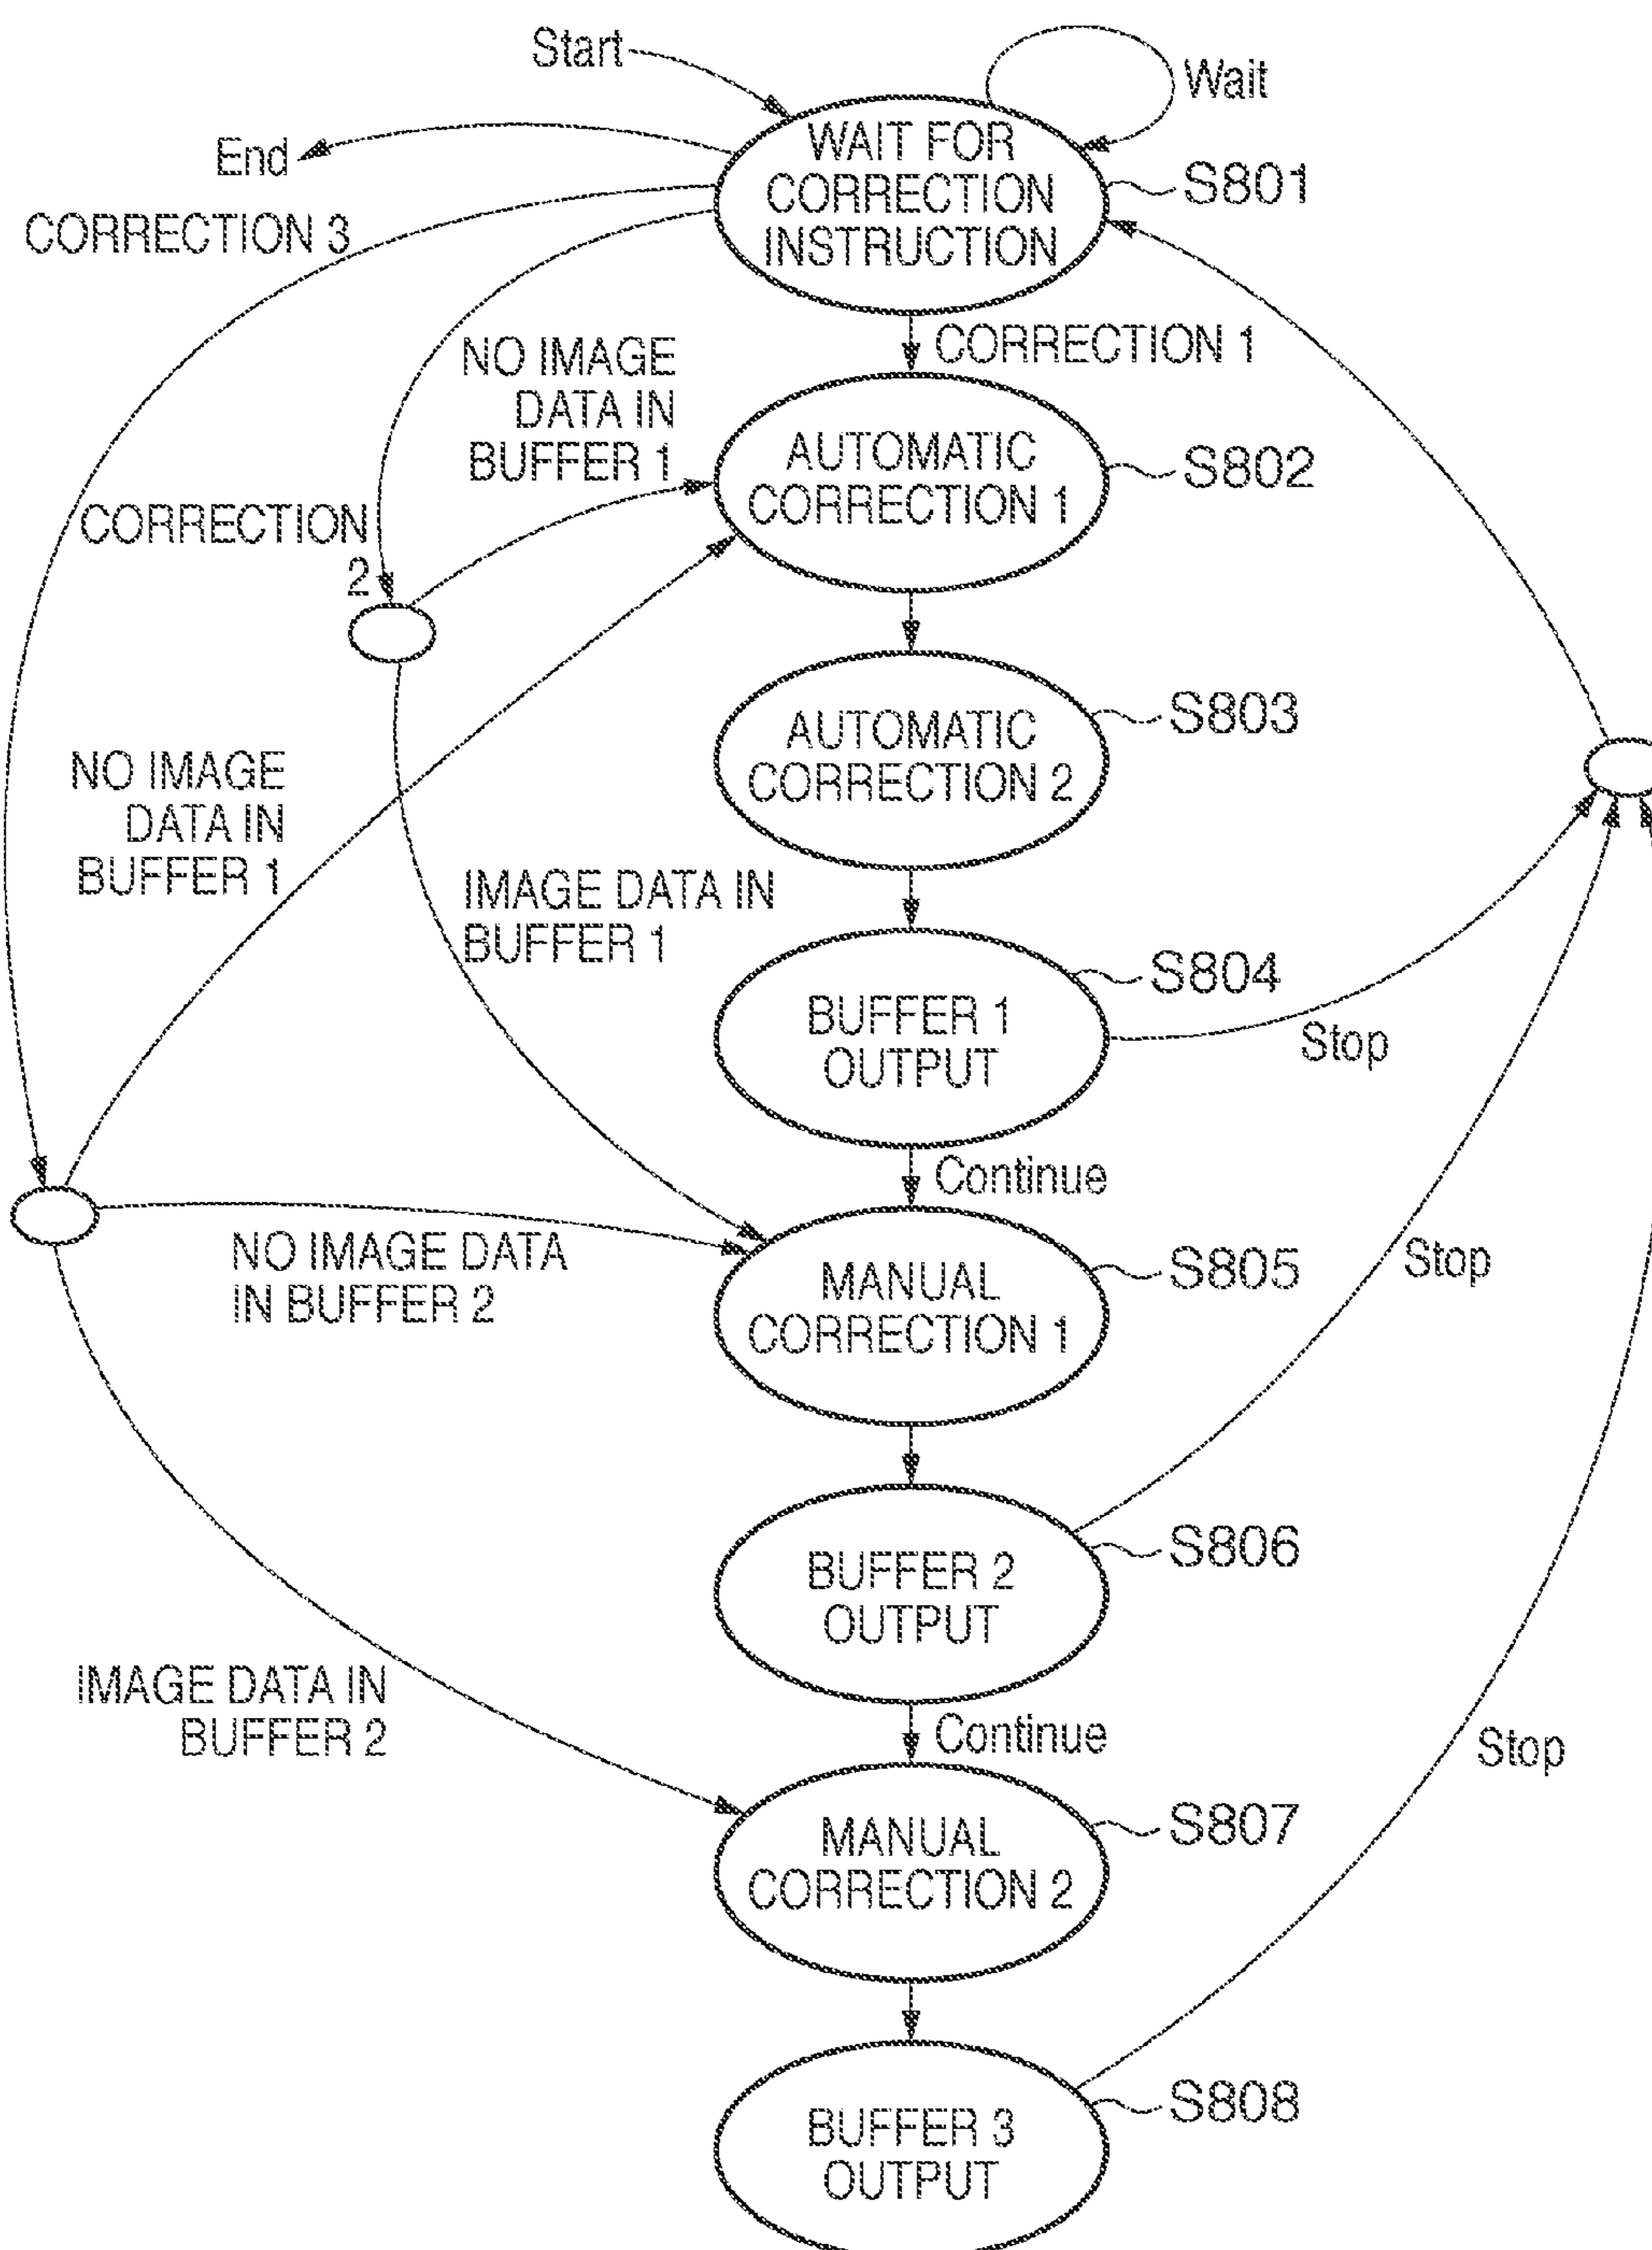 Start
Wait
End
WAIT FOR
CORRECTION
INSTRUCTION
S801
CORRECTION 3
CORRECTION 1
NO IMAGE
DATA IN
BUFFER 1
AUTOMATIC
CORRECTION 1
S802
CORRECTION
2
AUTOMATIC
CORRECTION 2
S803
NO IMAGE
DATA IN
BUFFER 1
IMAGE DATA IN
BUFFER 1
BUFFER 1
OUTPUT
S804
Stop
Continue
NO IMAGE DATA
IN BUFFER 2
MANUAL
CORRECTION 1
S805
Stop
BUFFER 2
OUTPUT
S806
IMAGE DATA IN
BUFFER 2
Continue
Stop
MANUAL
CORRECTION 2
S807
BUFFER 3
OUTPUT
S808